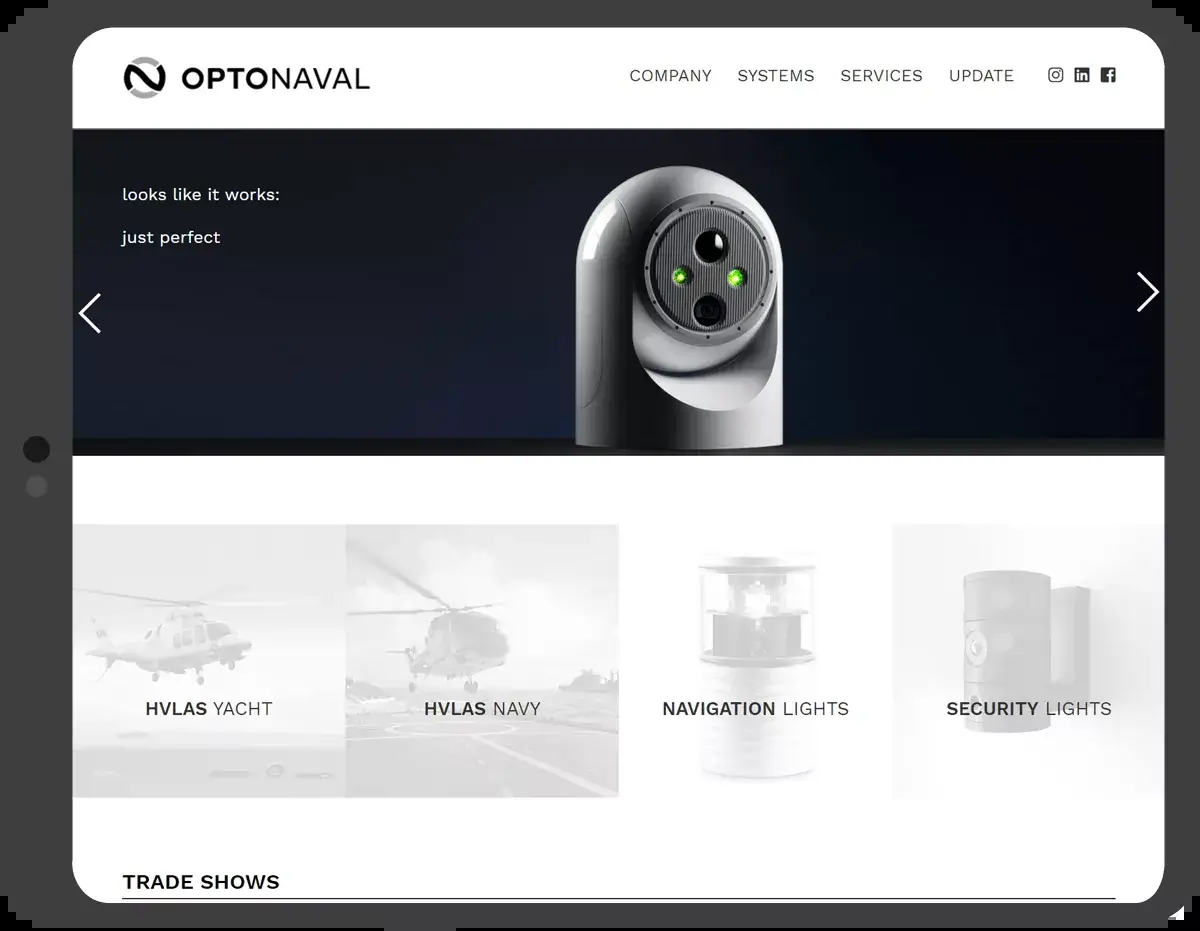 OPTONAVAL
COMPANY SYSTEMS SERVICES UPDATE
looks like it works:
just perfect
HVLAS YACHT
HVLAS NAVY
NAVIGATION LIGHTS
SECURITY LIGHTS
TRADE SHOWS